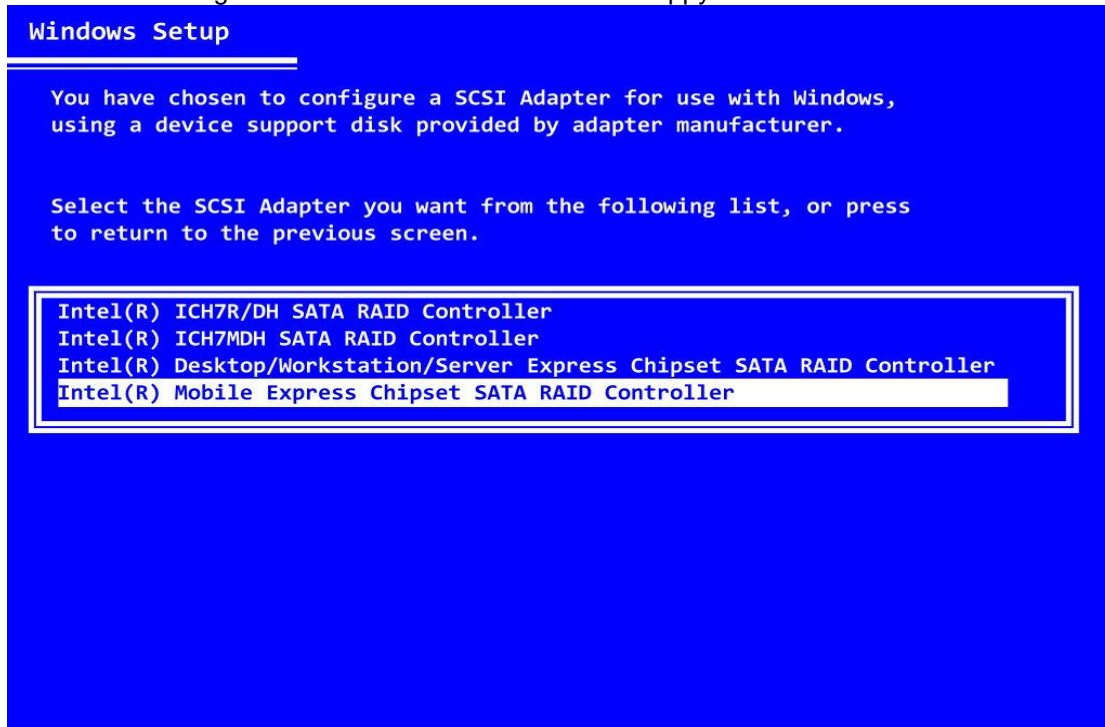 Windows Setup
You have chosen to configure a SCSI Adapter for use with Windows,
using a device support disk provided by adapter manufacturer.
Select the SCSI Adapter you want from the following list, or press
to return to the previous screen.
Intel(R) ICH7R/DH SATA RAID Controller
Intel(R) ICH7MDH SATA RAID Controller
Intel(R) Desktop/Workstation/Server Express Chipset SATA RAID Controller
Intel(R) Mobile Express Chipset SATA RAID Controller